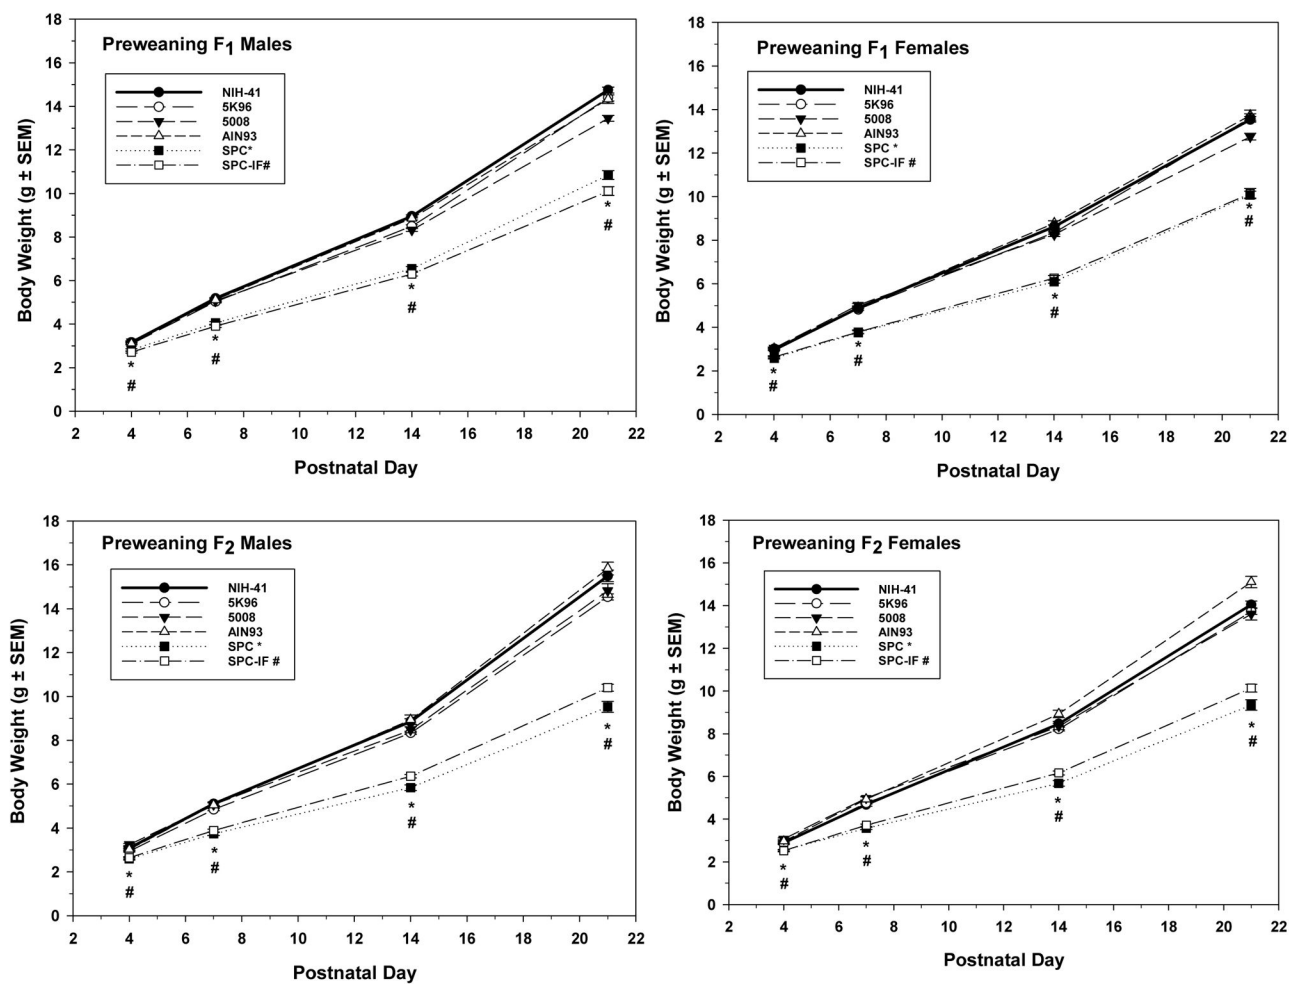 Preweaning F1 Males
NIH-41
5K96
5008
AIN93
SPC*
SPC-IF#
Body Weight (g ± SEM)
18
16
14
12
10
8
6
4
2
0
* 
#
*
#
*
#
*
#
2 4 6 8 10 12 14 16 18 20 22
Postnatal Day
Preweaning F1 Females
NIH-41
5K96
5008
AIN93
SPC *
SPC-IF #
Body Weight (g ± SEM)
18
16
14
12
10
8
6
4
2
0
*
#
*
#
*
#
*
#
2 4 6 8 10 12 14 16 18 20 22
Postnatal Day
Preweaning F2 Males
NIH-41
5K96
5008
AIN93
SPC *
SPC-IF #
Body Weight (g ± SEM)
18
16
14
12
10
8
6
4
2
0
*
#
*
#
*
#
*
#
2 4 6 8 10 12 14 16 18 20 22
Postnatal Day
Preweaning F2 Females
NIH-41
5K96
5008
AIN93
SPC *
SPC-IF #
Body Weight (g ± SEM)
18
16
14
12
10
8
6
4
2
0
*
#
*
#
*
#
*
#
2 4 6 8 10 12 14 16 18 20 22
Postnatal Day